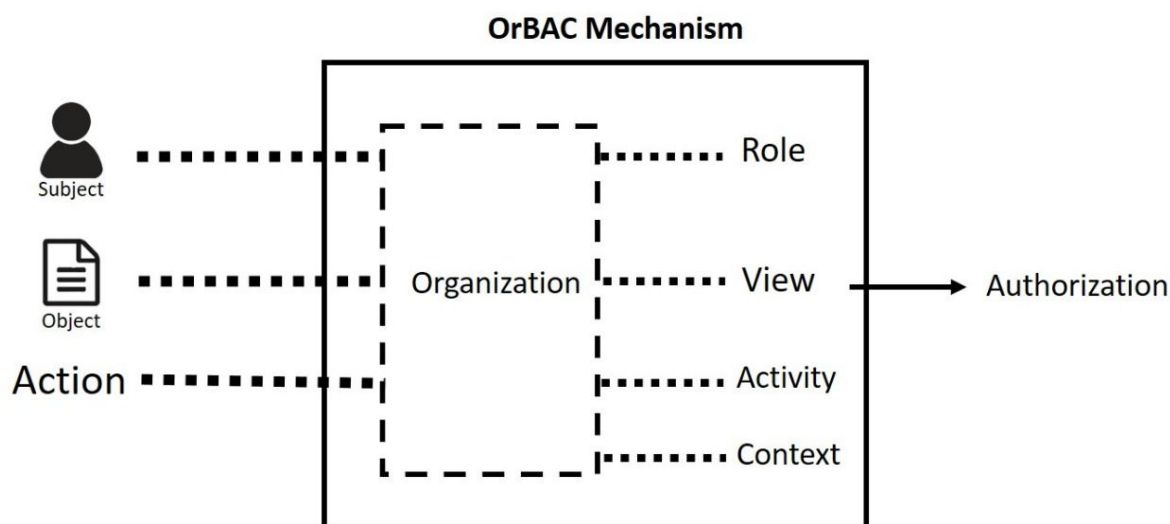 OrBAC Mechanism
Subject
Role
Object
Organization
View
Authorization
Action
Activity
Context